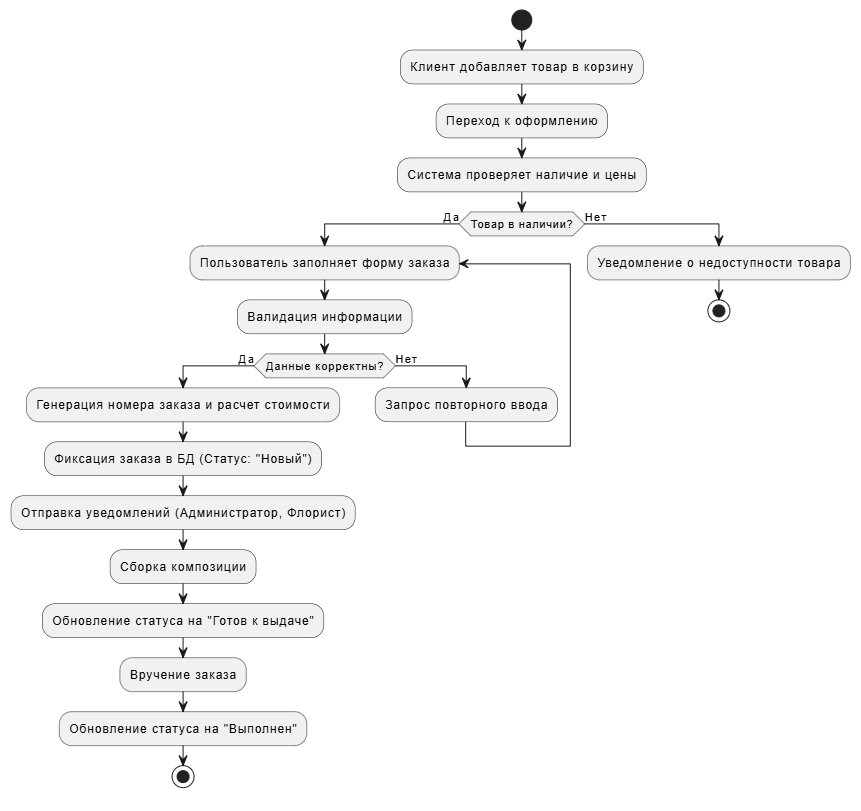 Клиент добавляет товар в корзину
Переход к оформлению
Система проверяет наличие и цены
Да
Товар в наличии?
Нет
Пользователь заполняет форму заказа
Уведомление о недоступности товара
Валидация информации
Да
Данные корректны?
Нет
Генерация номера заказа и расчет стоимости
Запрос повторного ввода
Фиксация заказа в БД (Статус: "Новый")
Отправка уведомлений (Администратор, Флорист)
Сборка композиции
Обновление статуса на "Готов к выдаче"
Вручение заказа
Обновление статуса на "Выполнен"